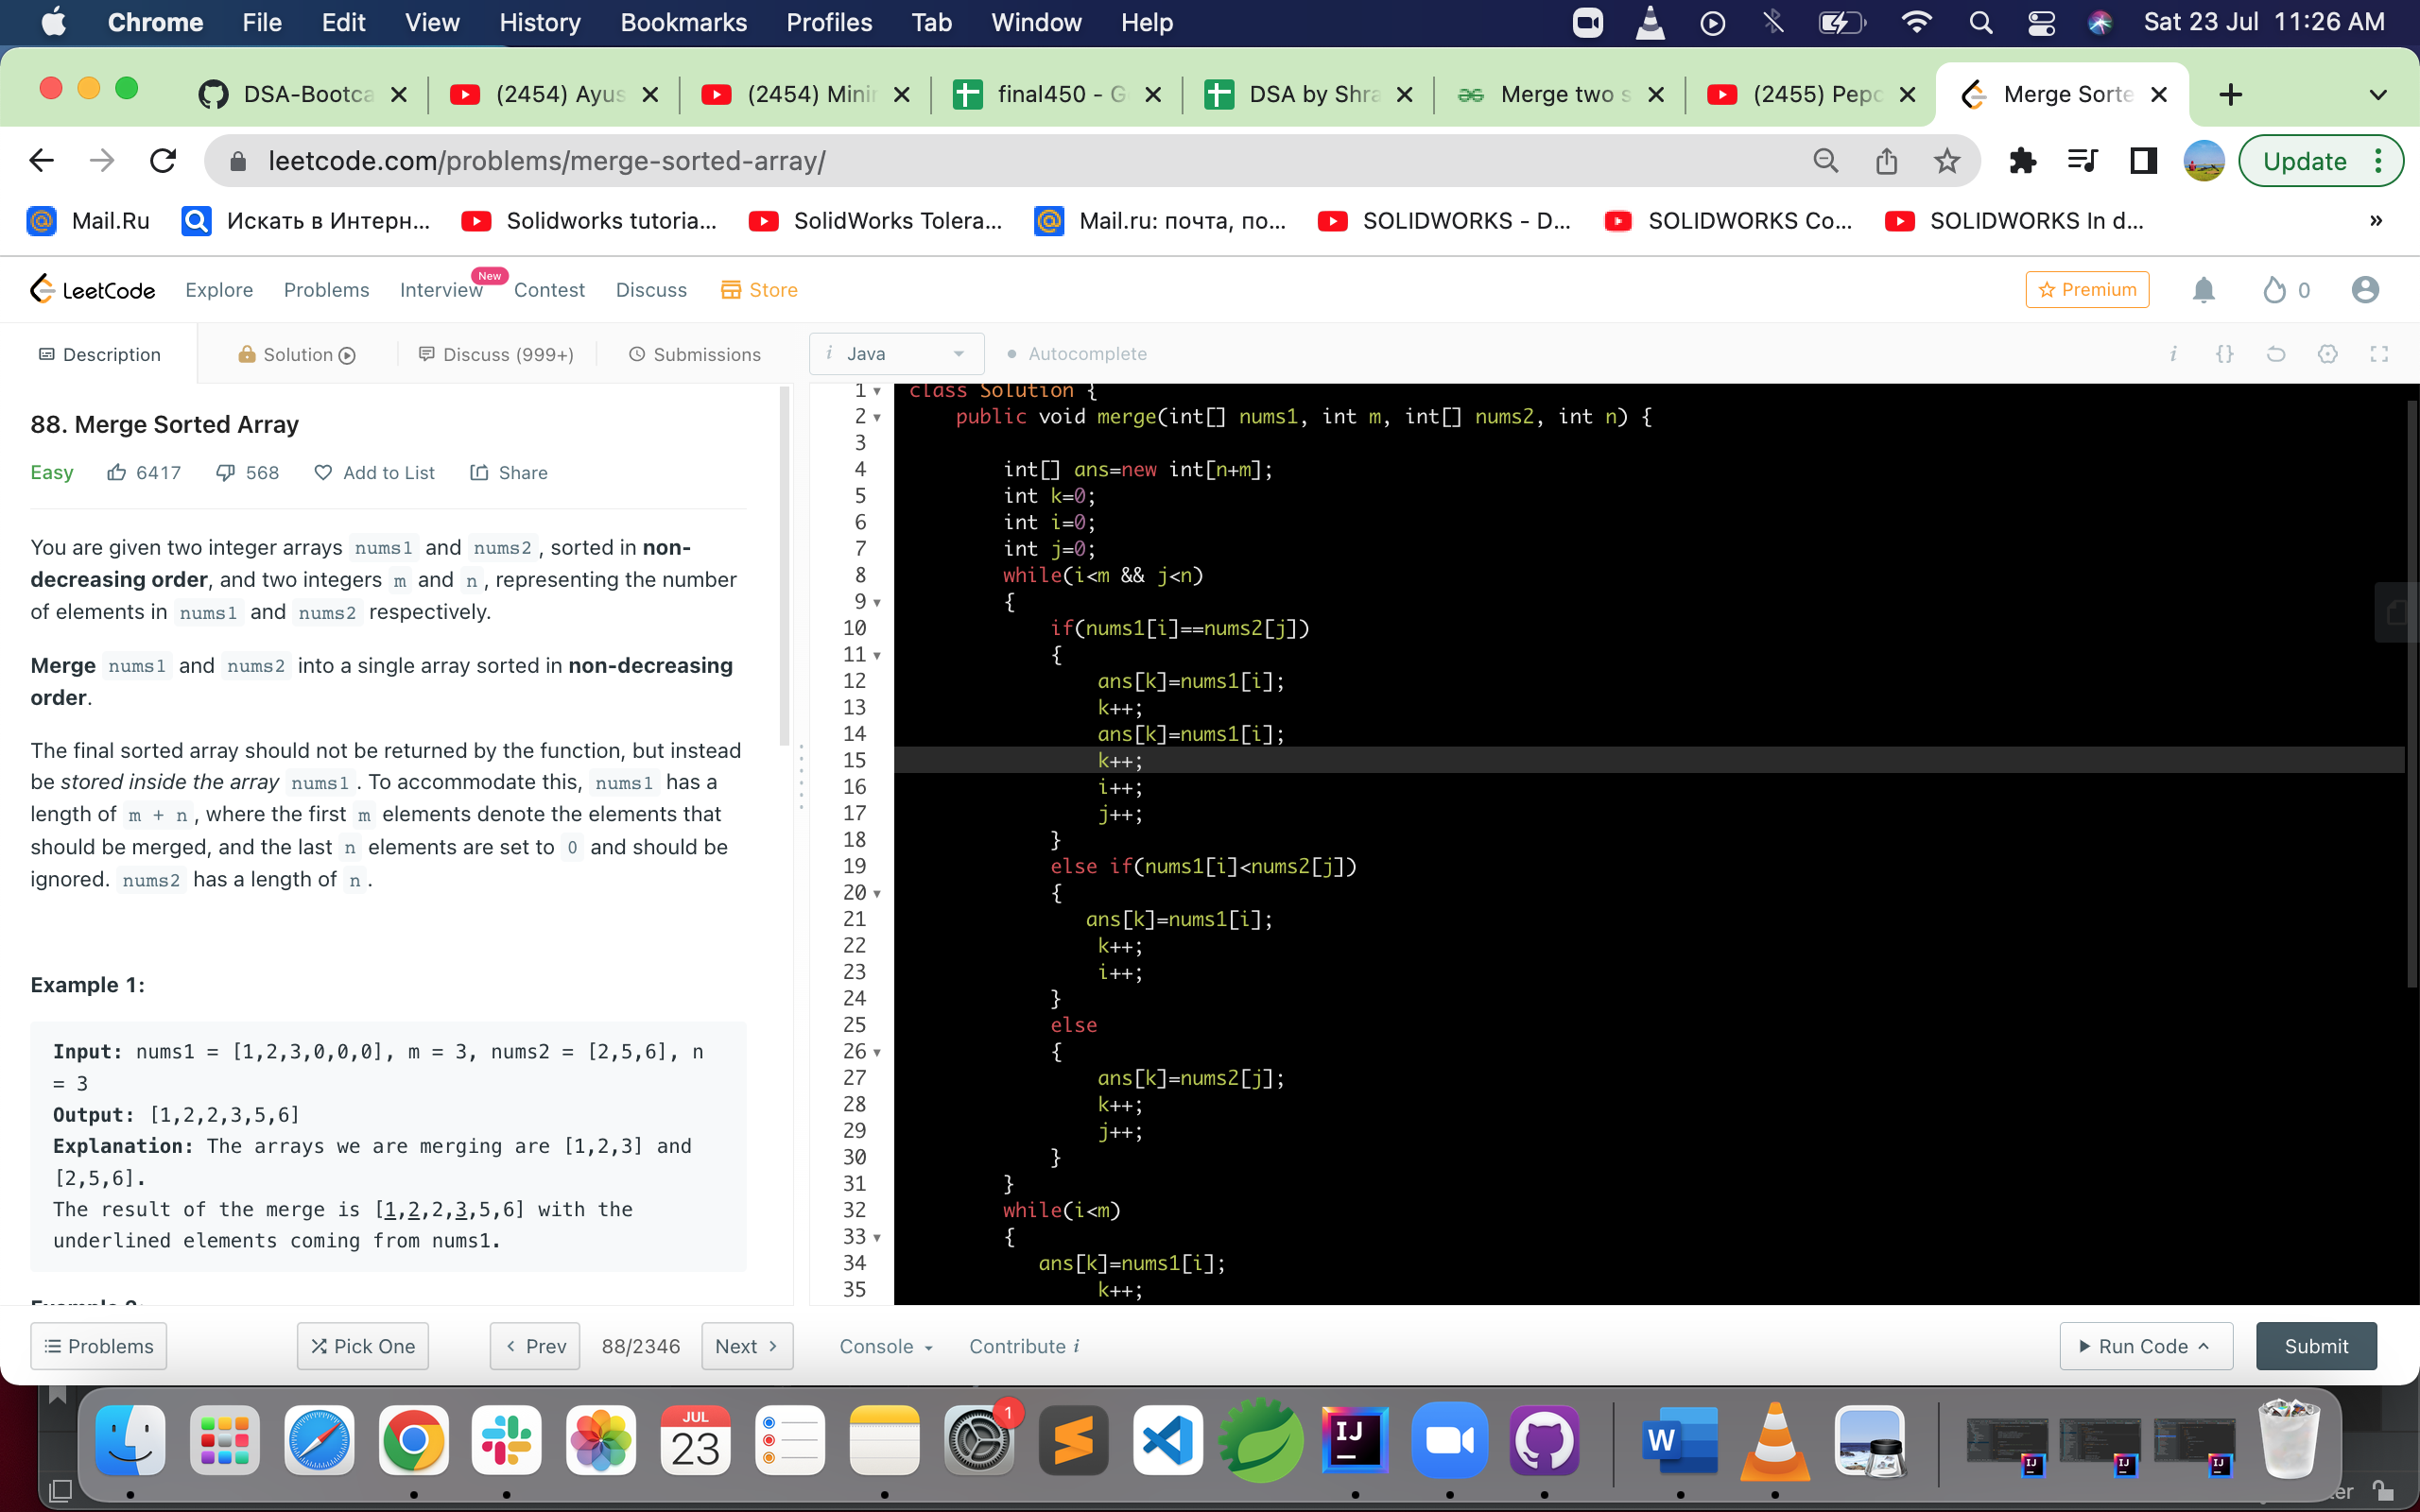 Chrome File Edit View History Bookmarks Profiles Tab Window Help Sat 23 Jul 11:26 AM
DSA-Bootca (2454) Ayus (2454) Minir final450 - G DSA by Shra Merge two s (2455) Pepc Merge Sorte
leetcode.com/problems/merge-sorted-array/ Update
Mail.Ru Искать в Интерн... Solidworks tutoria... SolidWorks Tolera... Mail.ru: почта, по... SOLIDWORKS - D... SOLIDWORKS Co... SOLIDWORKS In d... »
LeetCode Explore Problems Interview New Contest Discuss Store Premium 0
Description Solution Discuss (999+) Submissions i Java Autocomplete i {}
88. Merge Sorted Array
Easy 6417 568 Add to List Share
You are given two integer arrays nums1 and nums2, sorted in non-
decreasing order, and two integers m and n, representing the number
of elements in nums1 and nums2 respectively.
Merge nums1 and nums2 into a single array sorted in non-decreasing
order.
The final sorted array should not be returned by the function, but instead
be stored inside the array nums1. To accommodate this, nums1 has a
length of m + n, where the first m elements denote the elements that
should be merged, and the last n elements are set to 0 and should be
ignored. nums2 has a length of n.
Example 1:
Input: nums1 = [1,2,3,0,0,0], m = 3, nums2 = [2,5,6], n
= 3
Output: [1,2,2,3,5,6]
Explanation: The arrays we are merging are [1,2,3] and
[2,5,6].
The result of the merge is [1,2,2,3,5,6] with the
underlined elements coming from nums1.
1 class Solution {
2 public void merge(int[] nums1, int m, int[] nums2, int n) {
3
4 int[] ans=new int[n+m];
5 int k=0;
6 int i=0;
7 int j=0;
8 while(i<m && j<n)
9 {
10 if(nums1[i]==nums2[j])
11 {
12 ans[k]=nums1[i];
13 k++;
14 ans[k]=nums1[i];
15 k++;
16 i++;
17 j++;
18 }
19 else if(nums1[i]<nums2[j])
20 {
21 ans[k]=nums1[i];
22 k++;
23 i++;
24 }
25 else
26 {
27 ans[k]=nums2[j];
28 k++;
29 j++;
30 }
31 }
32 while(i<m)
33 {
34 ans[k]=nums1[i];
35 k++;
Problems Pick One Prev 88/2346 Next Console Contribute i Run Code Submit
JUL
23
1
IJ
W
IJ IJ IJ